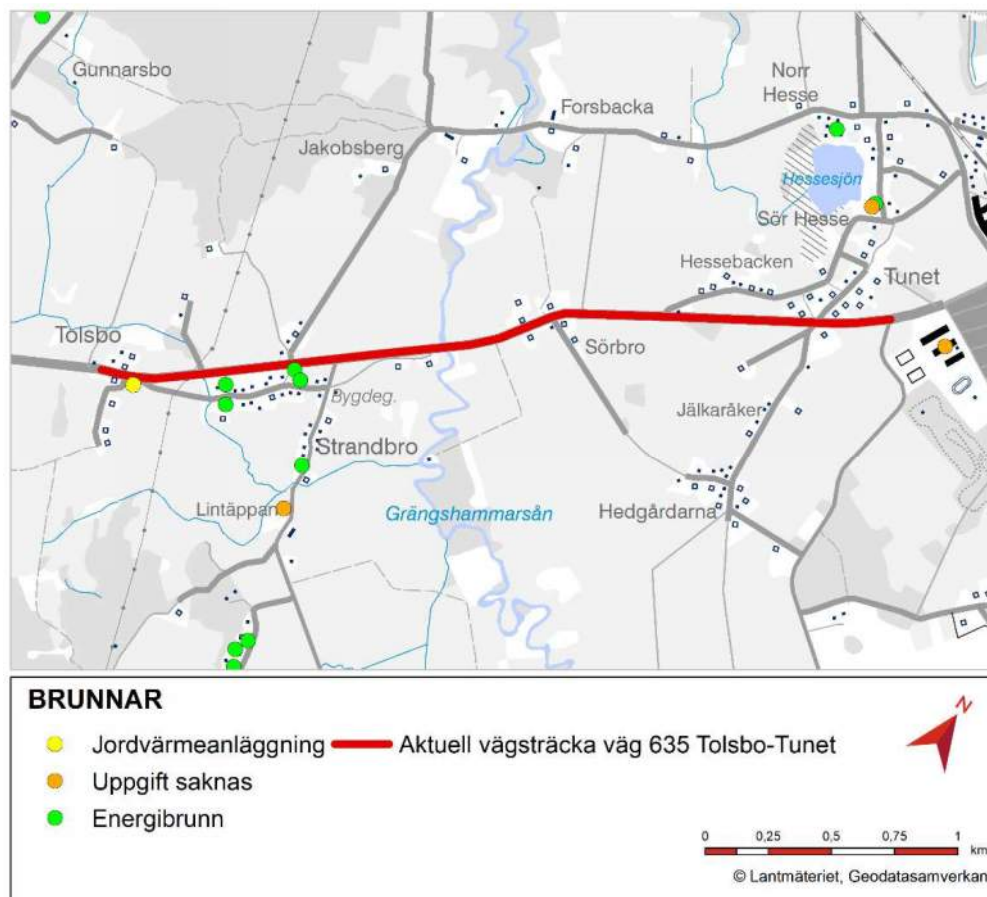 Gunnarsbo
Norr
Hesse
Forsbacka
Jakobsberg
Hessesjön
Sör Hesse
Hessebacken
Tunet
Tolsbo
Sörbro
Bygdeg.
Jälkaråker
Strandbro
Lintäppan
Grängshammarsån
Hedgårdarna
BRUNNAR
Jordvärmeanläggning
Aktuell vägsträcka väg 635 Tolsbo-Tunet
Uppgift saknas
Energibrunn
N
0 0,25 0,5 0,75 1
km
© Lantmäteriet, Geodatasamverkan